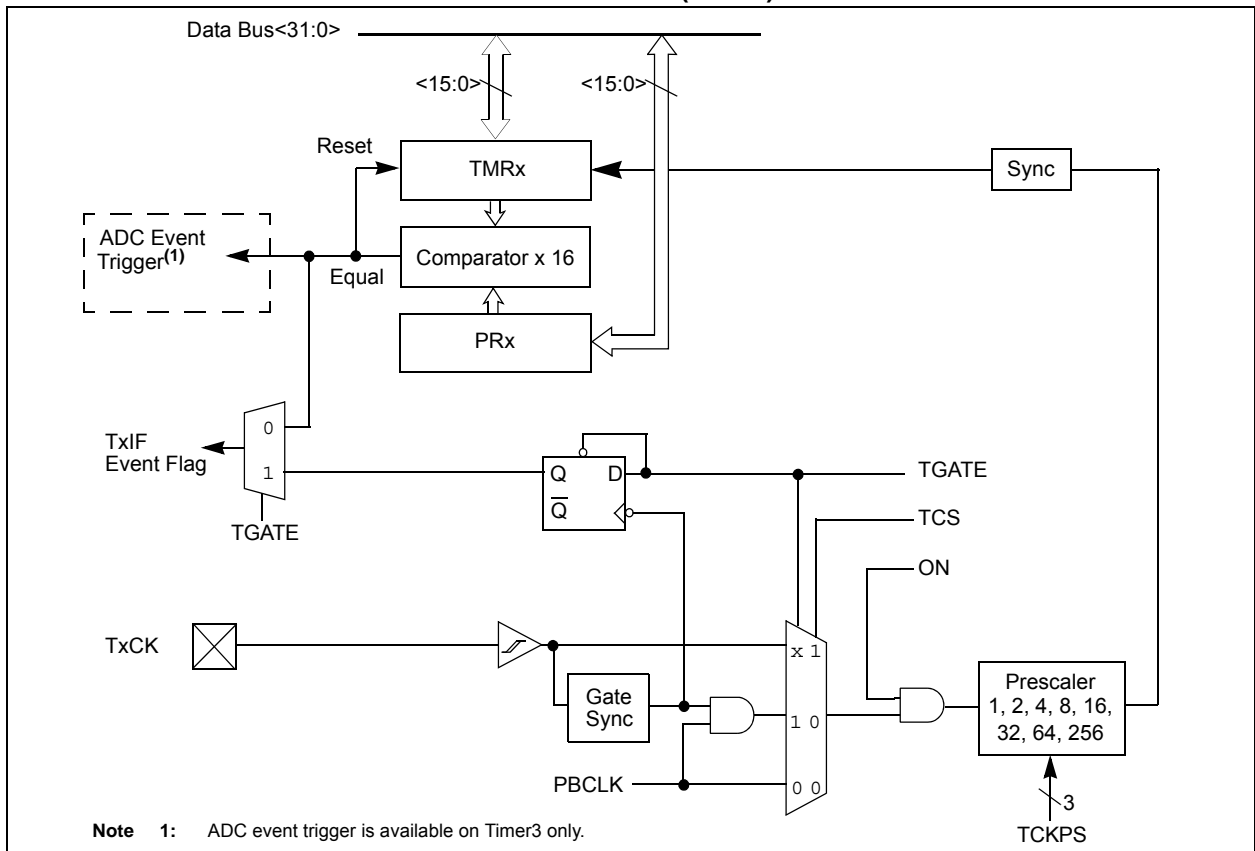 Data Bus<31:0>
<15:0>
<15:0>
Reset
TMRx
Sync
ADC Event
Trigger(1)
Equal
Comparator x 16
PRx
0
1
TxIF
Event Flag
TGATE
Q
D
Q
TGATE
TCS
ON
TxCK
x 1
Gate
Sync
1 0
Prescaler
1, 2, 4, 8, 16,
32, 64, 256
PBCLK
0 0
3
TCKPS
Note 1: ADC event trigger is available on Timer3 only.